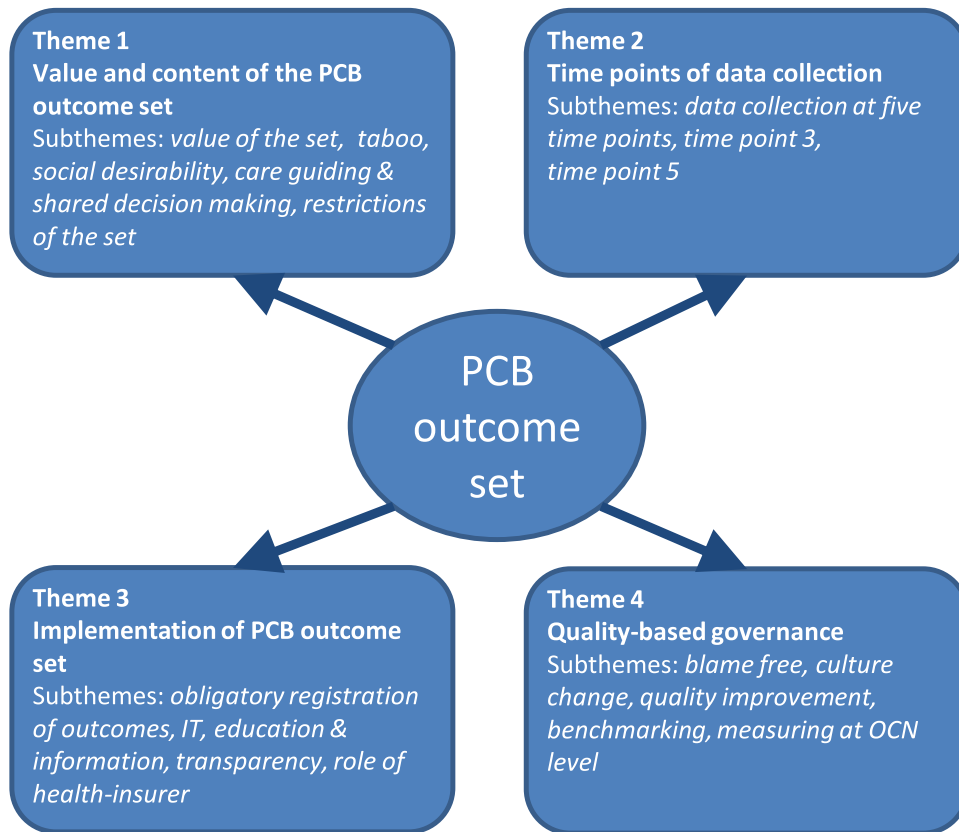 Theme 1
Value and content of the PCB
outcome set
Subthemes: value of the set, taboo,
social desirability, care guiding &
shared decision making, restrictions
of the set
Theme 2
Time points of data collection
Subthemes: data collection at five
time points, time point 3,
time point 5
PCB
outcome
set
Theme 3
Implementation of PCB outcome
set
Subthemes: obligatory registration
of outcomes, IT, education &
information, transparency, role of
health-insurer
Theme 4
Quality-based governance
Subthemes: blame free, culture
change, quality improvement,
benchmarking, measuring at OCN
level